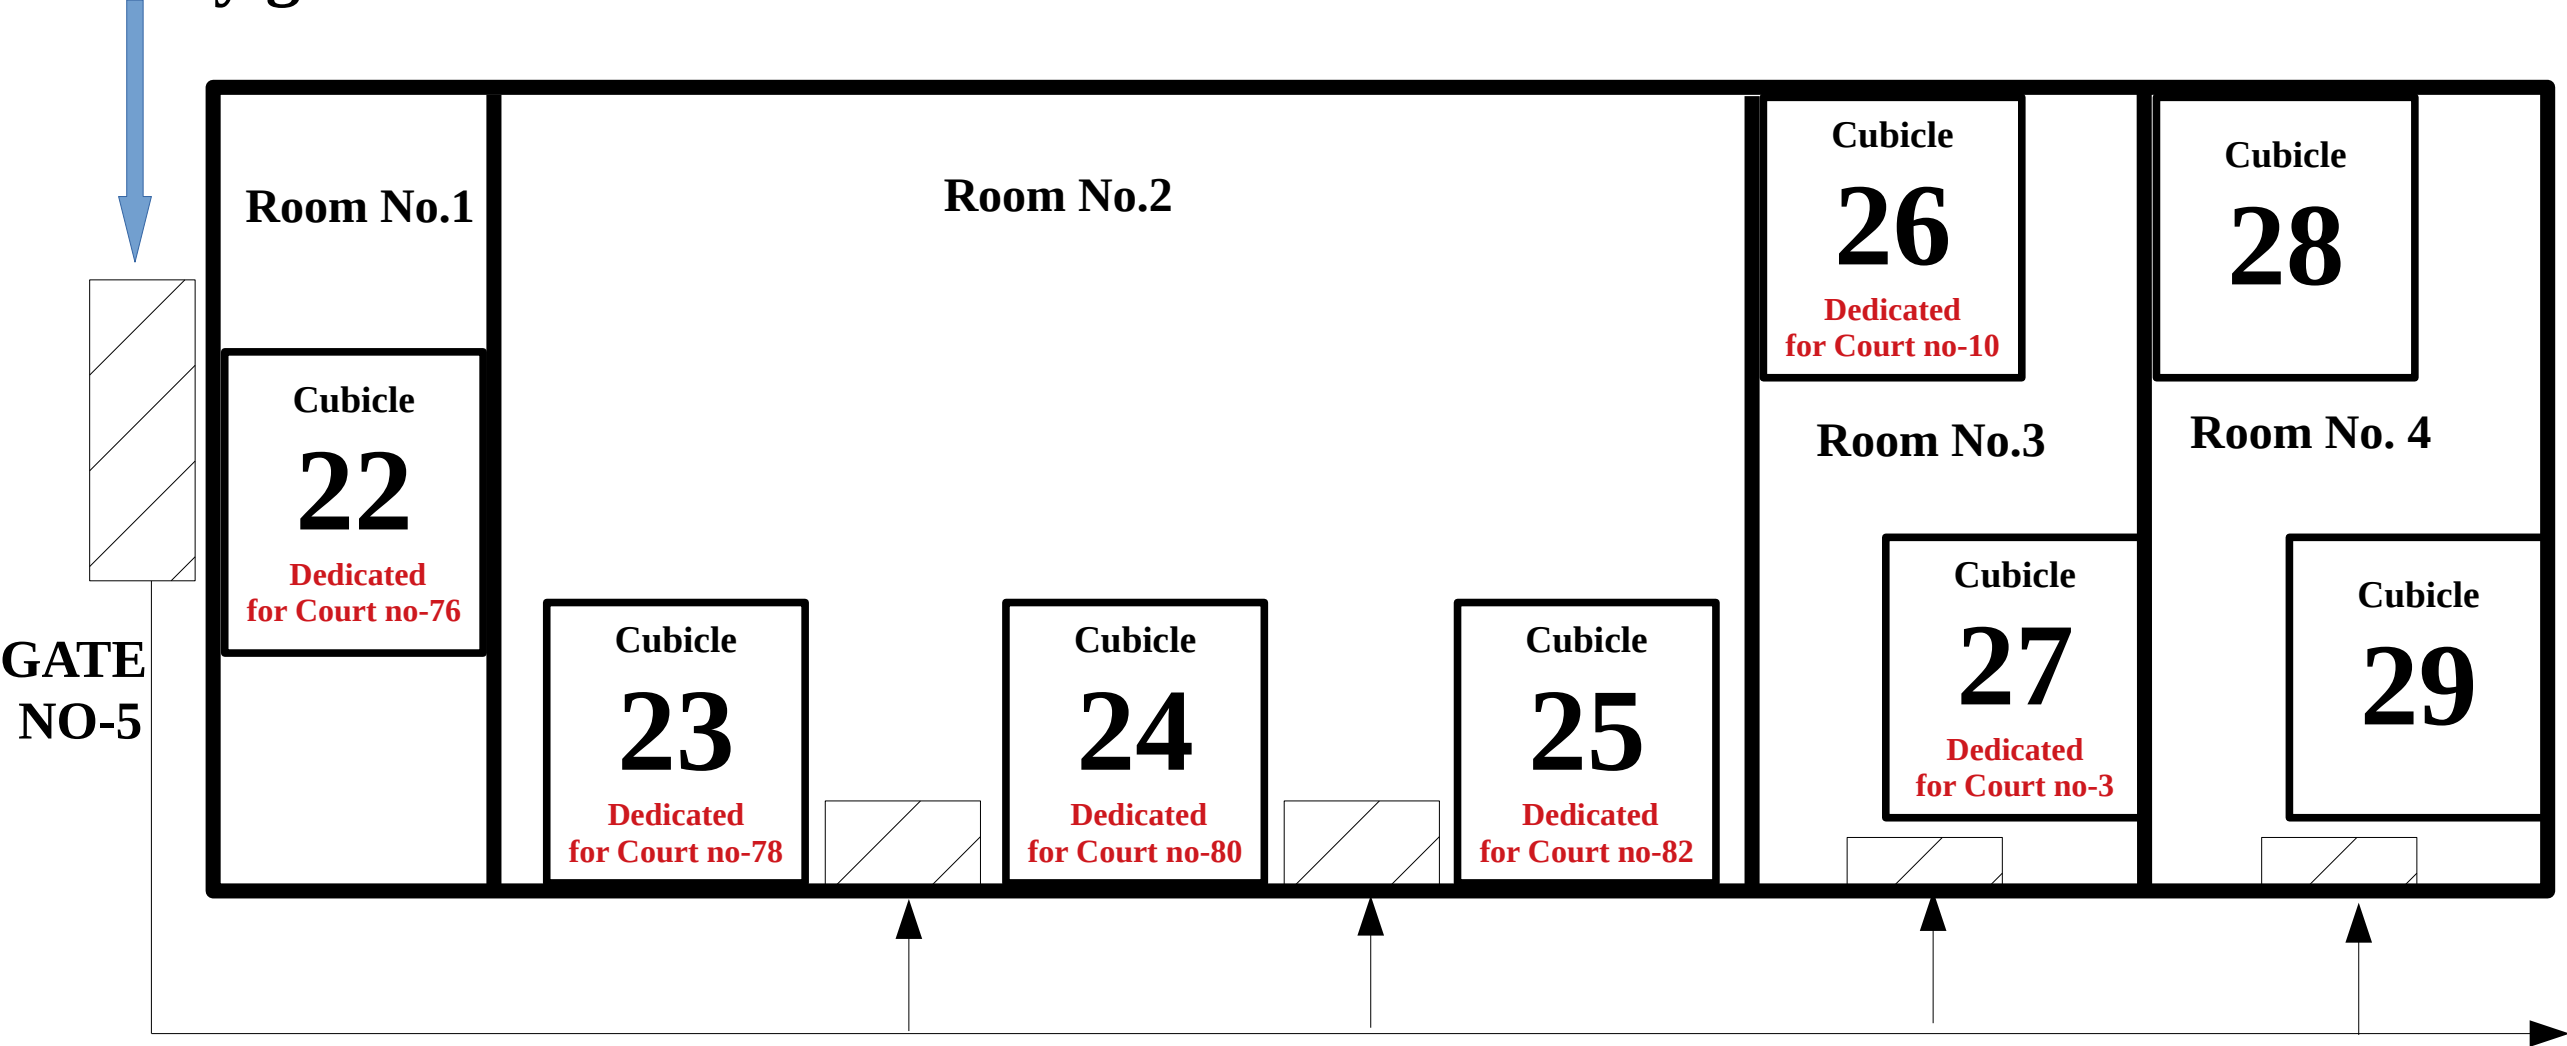 Room No.1
Cubicle
22
Dedicated
for Court no-76
GATE
NO-5
Room No.2
Cubicle
23
Dedicated
for Court no-78
Cubicle
24
Dedicated
for Court no-80
Cubicle
25
Dedicated
for Court no-82
Cubicle
26
Dedicated
for Court no-10
Room No.3
Cubicle
27
Dedicated
for Court no-3
Cubicle
28
Room No. 4
Cubicle
29